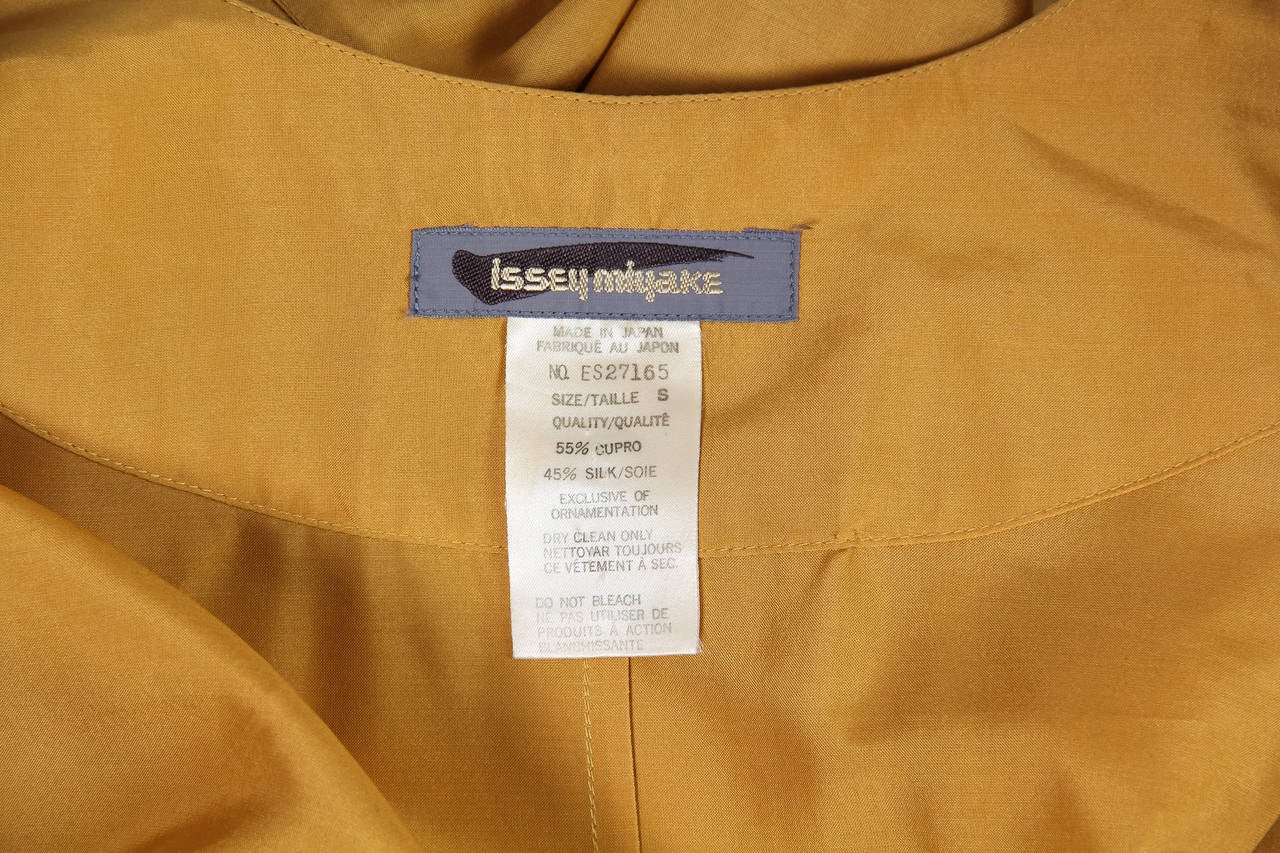 issey miyake
MADE IN JAPAN
FABRIQUÉ AU JAPON
NO. ES27165
SIZE/TAILLE S
QUALITY/QUALITÉ
55% CUPRO
45% SILK/SOIE
EXCLUSIVE OF
ORNAMENTATION
DRY CLEAN ONLY
NETTOYAR TOUJOURS
CE VÊTEMENT À SEC.
DO NOT BLEACH
NE PAS UTILISER DE
PRODUITS À ACTION
BLANCHISSANTE